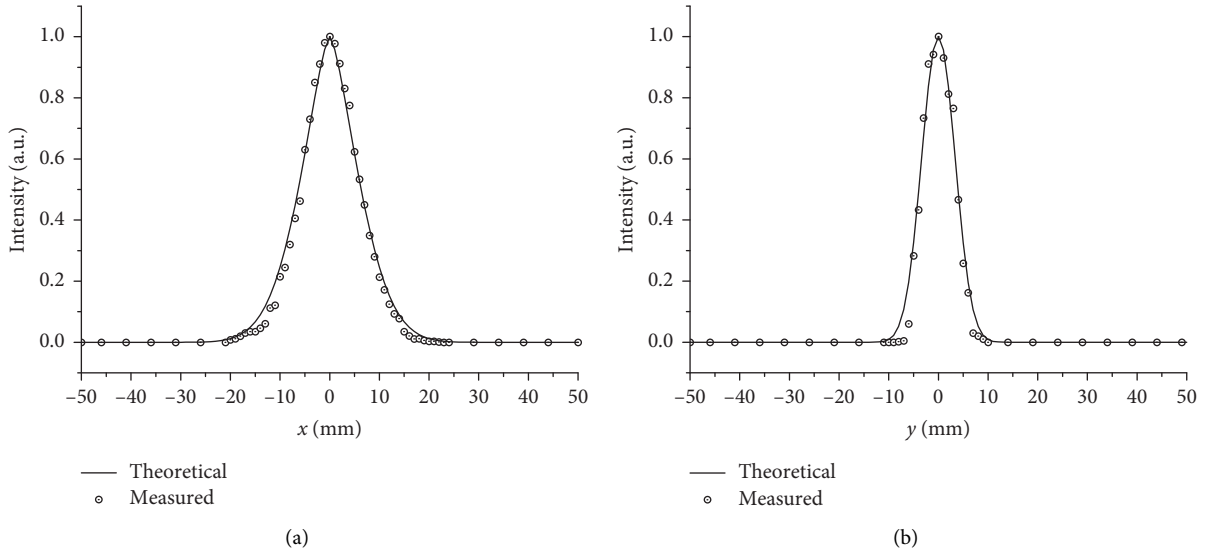 1.0
0.8
0.6
0.4
0.2
0.0
Intensity (a.u.)
–50 –40 –30 –20 –10 0 10 20 30 40 50
x (mm)
Theoretical
Measured
(a)
1.0
0.8
0.6
0.4
0.2
0.0
Intensity (a.u.)
–50 –40 –30 –20 –10 0 10 20 30 40 50
y (mm)
Theoretical
Measured
(b)